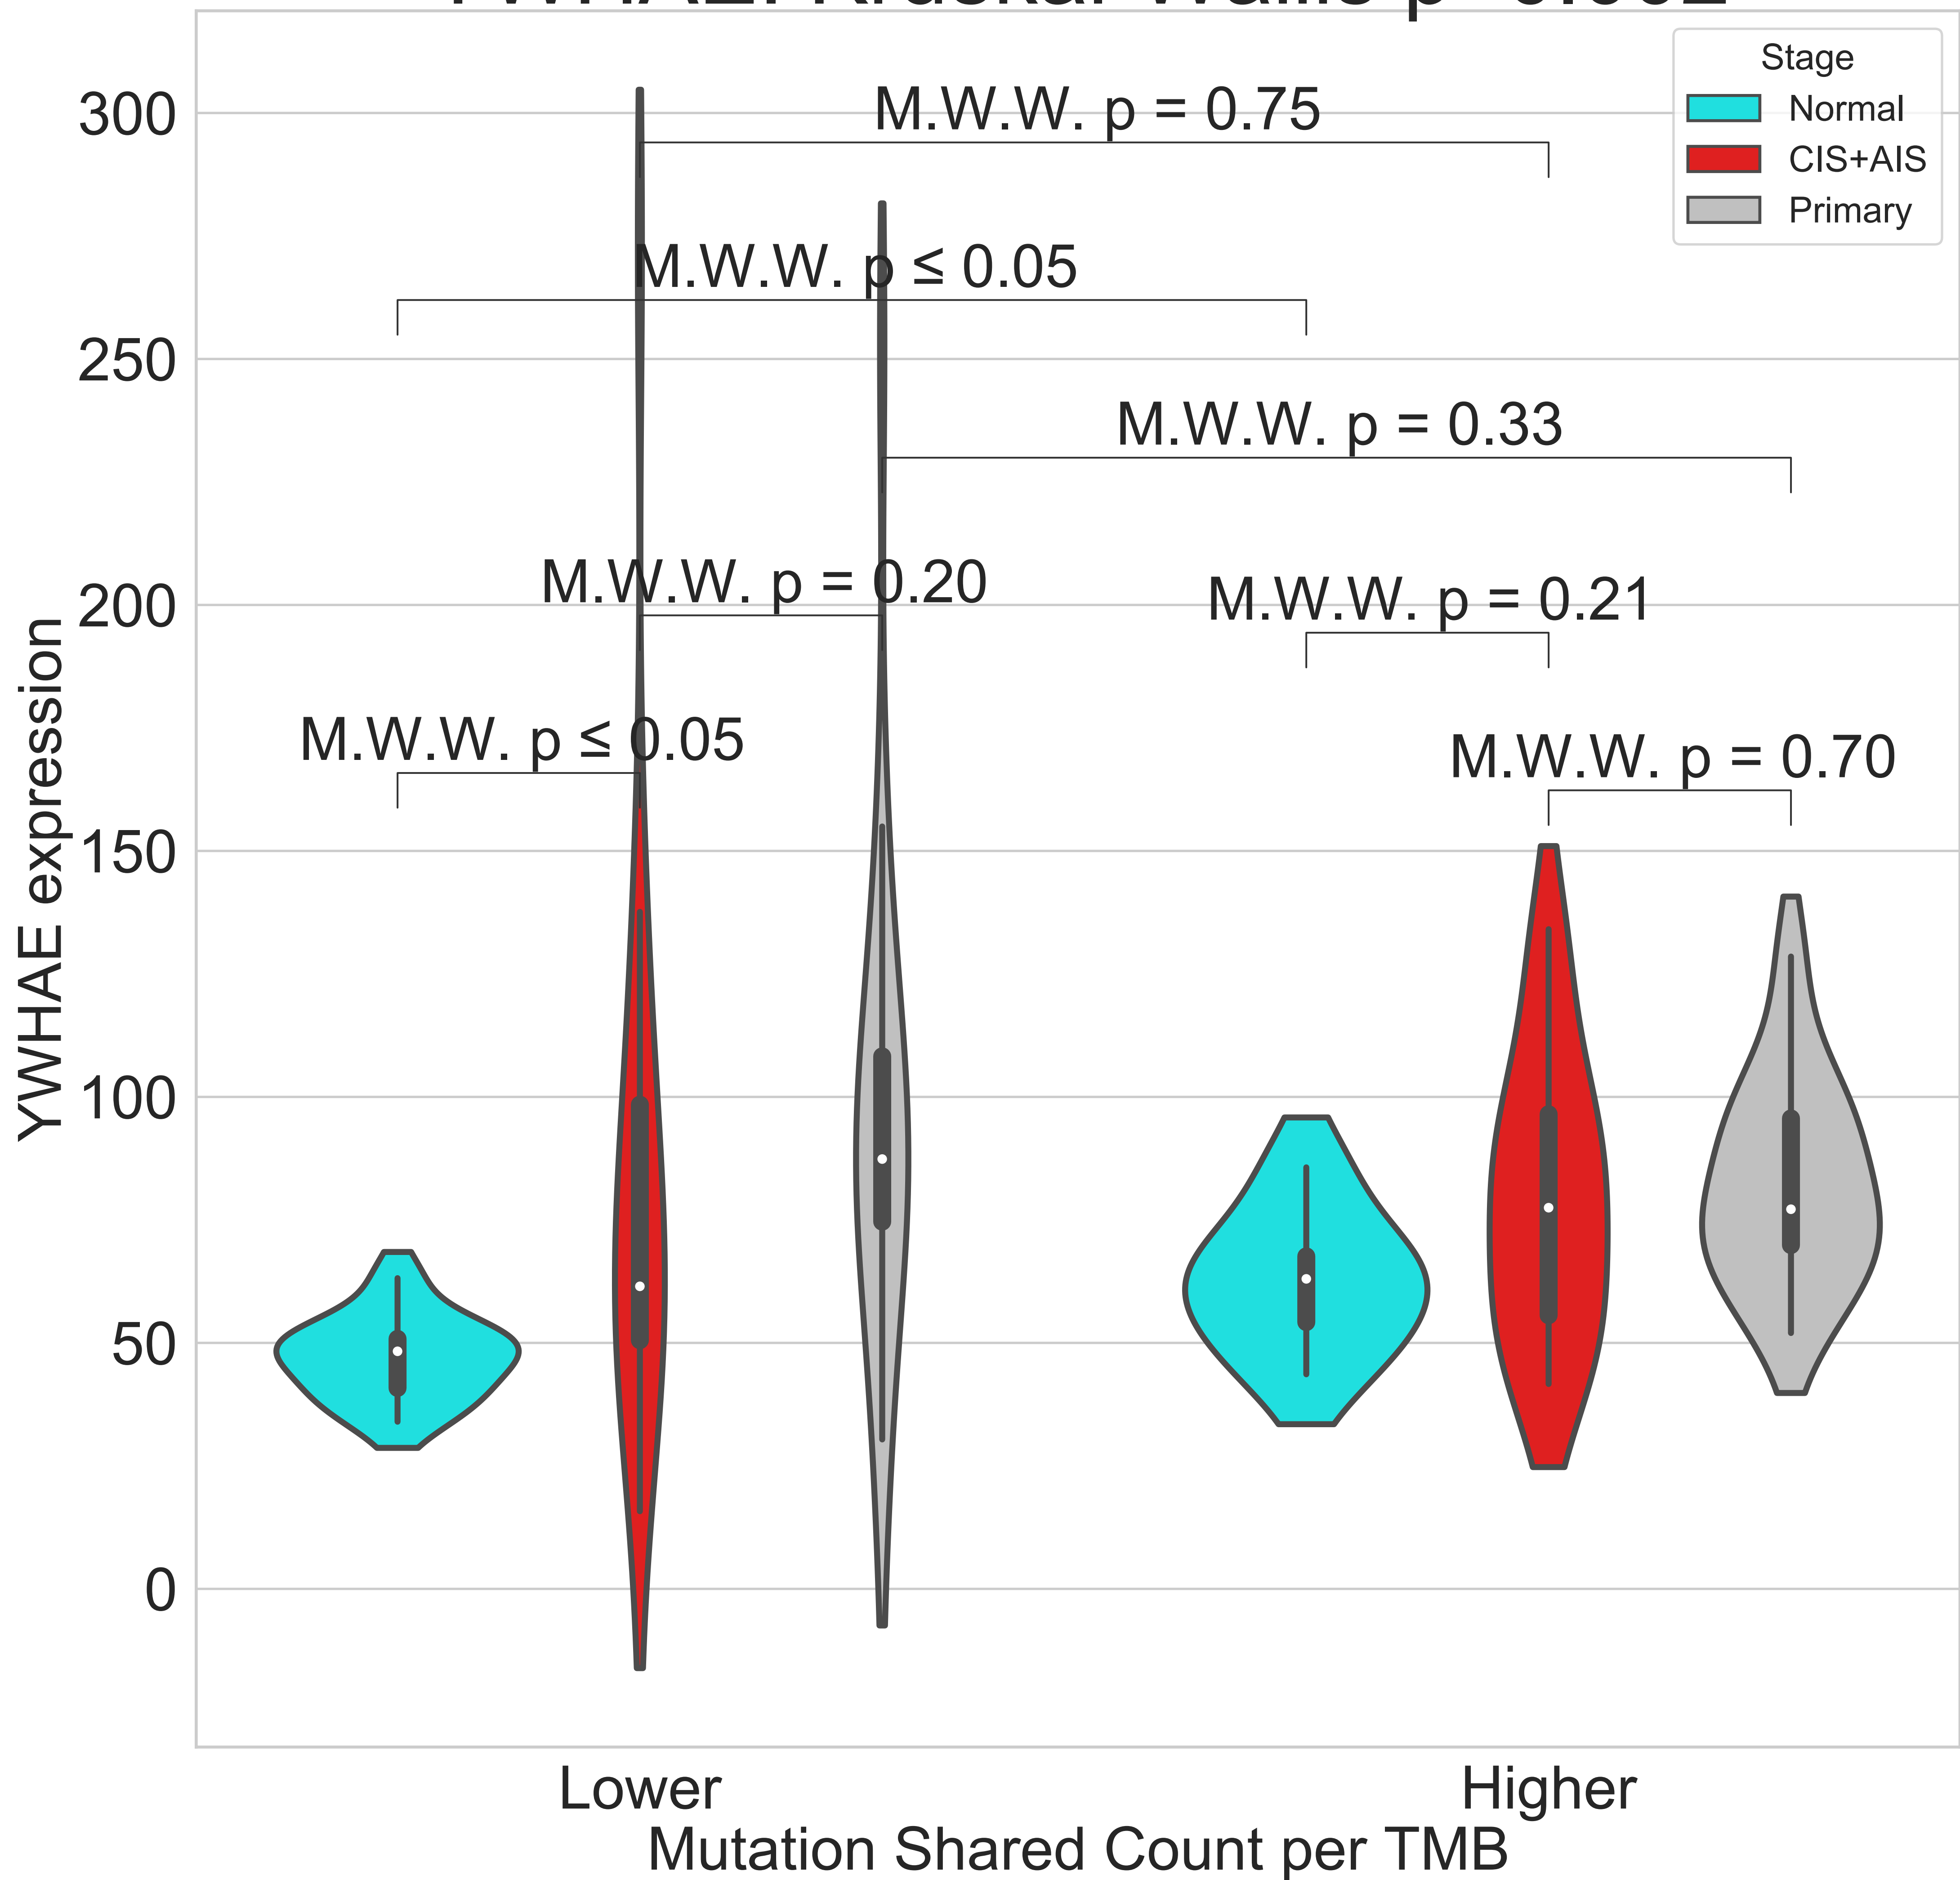 Stage
Normal
CIS+AIS
Primary
M.W.W. p = 0.75
M.W.W. p ≤ 0.05
M.W.W. p = 0.33
M.W.W. p = 0.20
M.W.W. p = 0.21
M.W.W. p ≤ 0.05
M.W.W. p = 0.70
YWHAE expression
300
250
200
150
100
50
0
Lower
Higher
Mutation Shared Count per TMB